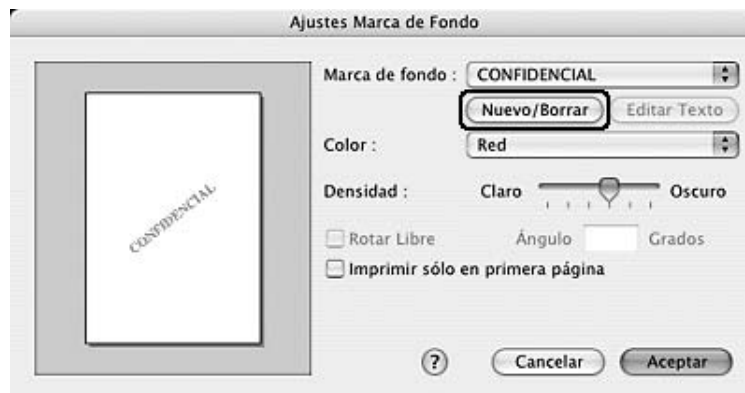 Ajustes Marca de Fondo
Marca de fondo : CONFIDENCIAL
Nuevo/Borrar Editar Texto
Color : Red
Densidad : Claro Oscuro
CONFIDENCIAL
Rotar Libre Ángulo Grados
Imprimir sólo en primera página
? Cancelar Aceptar